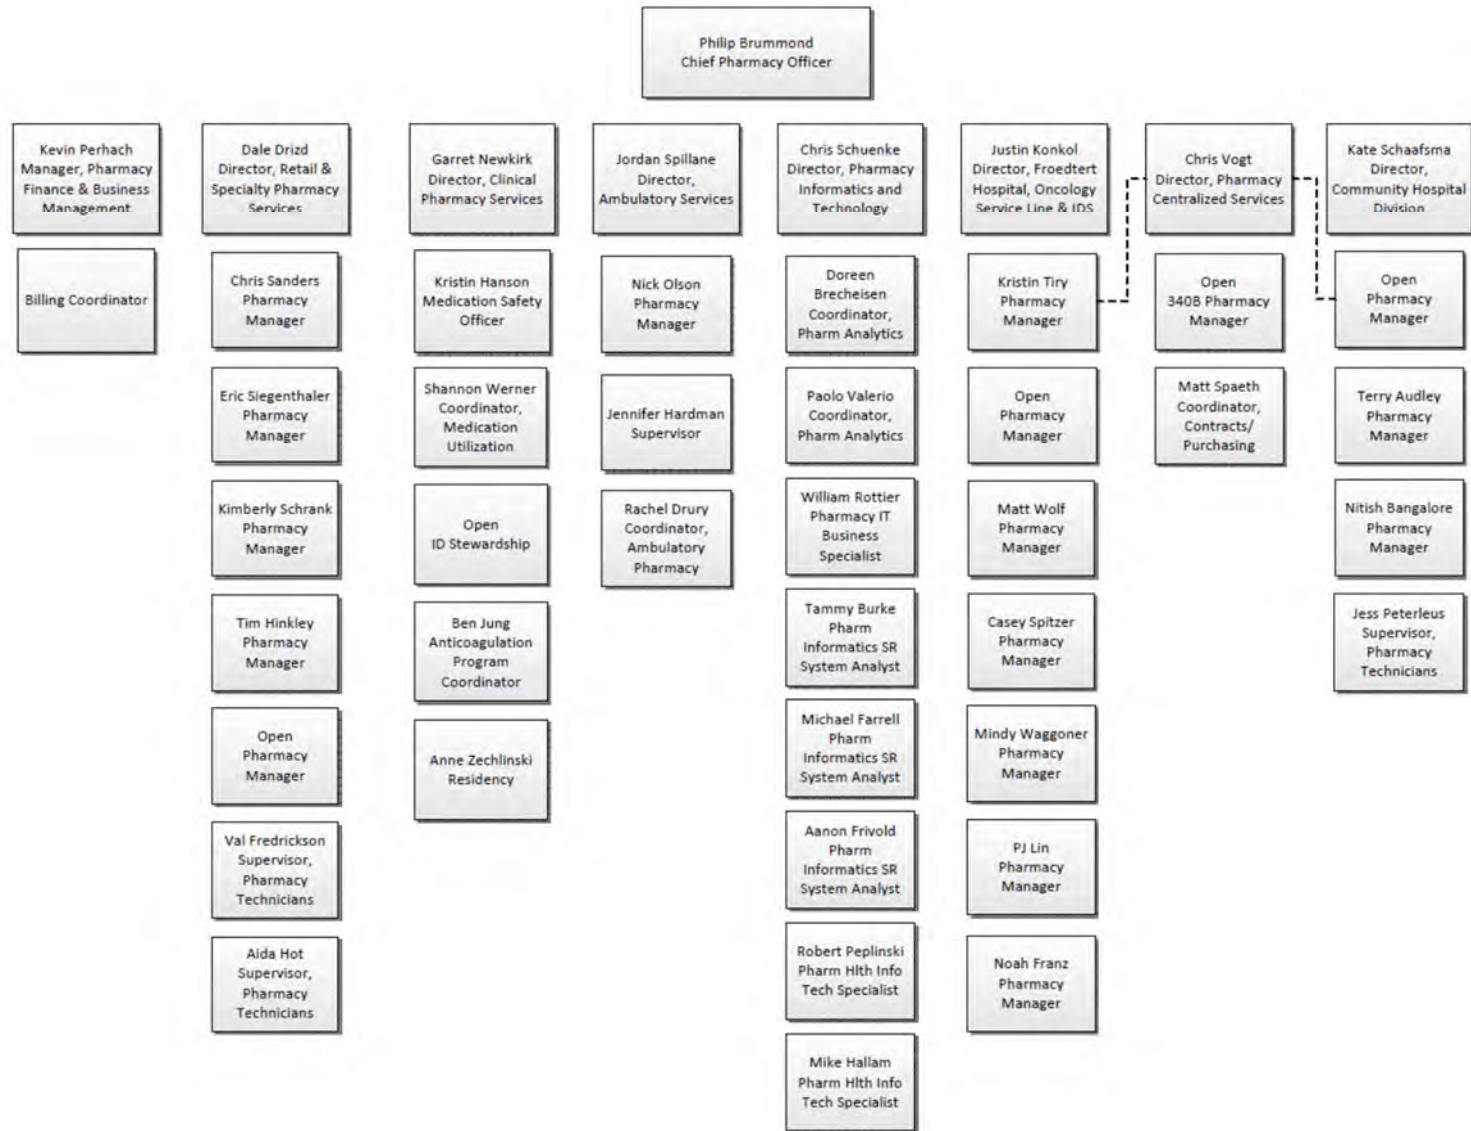 Philip Brummond
Chief Pharmacy Officer
Kevin Perhach
Manager, Pharmacy
Finance & Business
Management
Billing Coordinator
Dale Drizd
Director, Retail &
Specialty Pharmacy
Services
Chris Sanders
Pharmacy
Manager
Eric Siegenthaler
Pharmacy
Manager
Kimberly Schrank
Pharmacy
Manager
Tim Hinkley
Pharmacy
Manager
Open
Pharmacy
Manager
Val Fredrickson
Supervisor,
Pharmacy
Technicians
Aida Hot
Supervisor,
Pharmacy
Technicians
Garret Newkirk
Director, Clinical
Pharmacy Services
Kristin Hanson
Medication Safety
Officer
Shannon Werner
Coordinator,
Medication
Utilization
Open
ID Stewardship
Ben Jung
Anticoagulation
Program
Coordinator
Anne Zechlinski
Residency
Jordan Spillane
Director,
Ambulatory Services
Nick Olson
Pharmacy
Manager
Jennifer Hardman
Supervisor
Rachel Drury
Coordinator,
Ambulatory
Pharmacy
Chris Schuenke
Director, Pharmacy
Informatics and
Technology
Doreen
Brecheisen
Coordinator,
Pharm Analytics
Paolo Valerio
Coordinator,
Pharm Analytics
William Rottier
Pharmacy IT
Business
Specialist
Tammy Burke
Pharm
Informatics SR
System Analyst
Michael Farrell
Pharm
Informatics SR
System Analyst
Aanon Frivold
Pharm
Informatics SR
System Analyst
Robert Peplinski
Pharm Hlth Info
Tech Specialist
Mike Hallam
Pharm Hlth Info
Tech Specialist
Justin Konkol
Director, Froedtert
Hospital, Oncology
Service Line & IDS
Kristin Tiry
Pharmacy
Manager
Open
Pharmacy
Manager
Matt Wolf
Pharmacy
Manager
Casey Spitzer
Pharmacy
Manager
Mindy Waggoner
Pharmacy
Manager
PJ Lin
Pharmacy
Manager
Noah Franz
Pharmacy
Manager
Chris Vogt
Director, Pharmacy
Centralized Services
Open
340B Pharmacy
Manager
Matt Spaeth
Coordinator,
Contracts/
Purchasing
Kate Schaafsma
Director,
Community Hospital
Division
Open
Pharmacy
Manager
Terry Audley
Pharmacy
Manager
Nitish Bangalore
Pharmacy
Manager
Jess Peterleus
Supervisor,
Pharmacy
Technicians